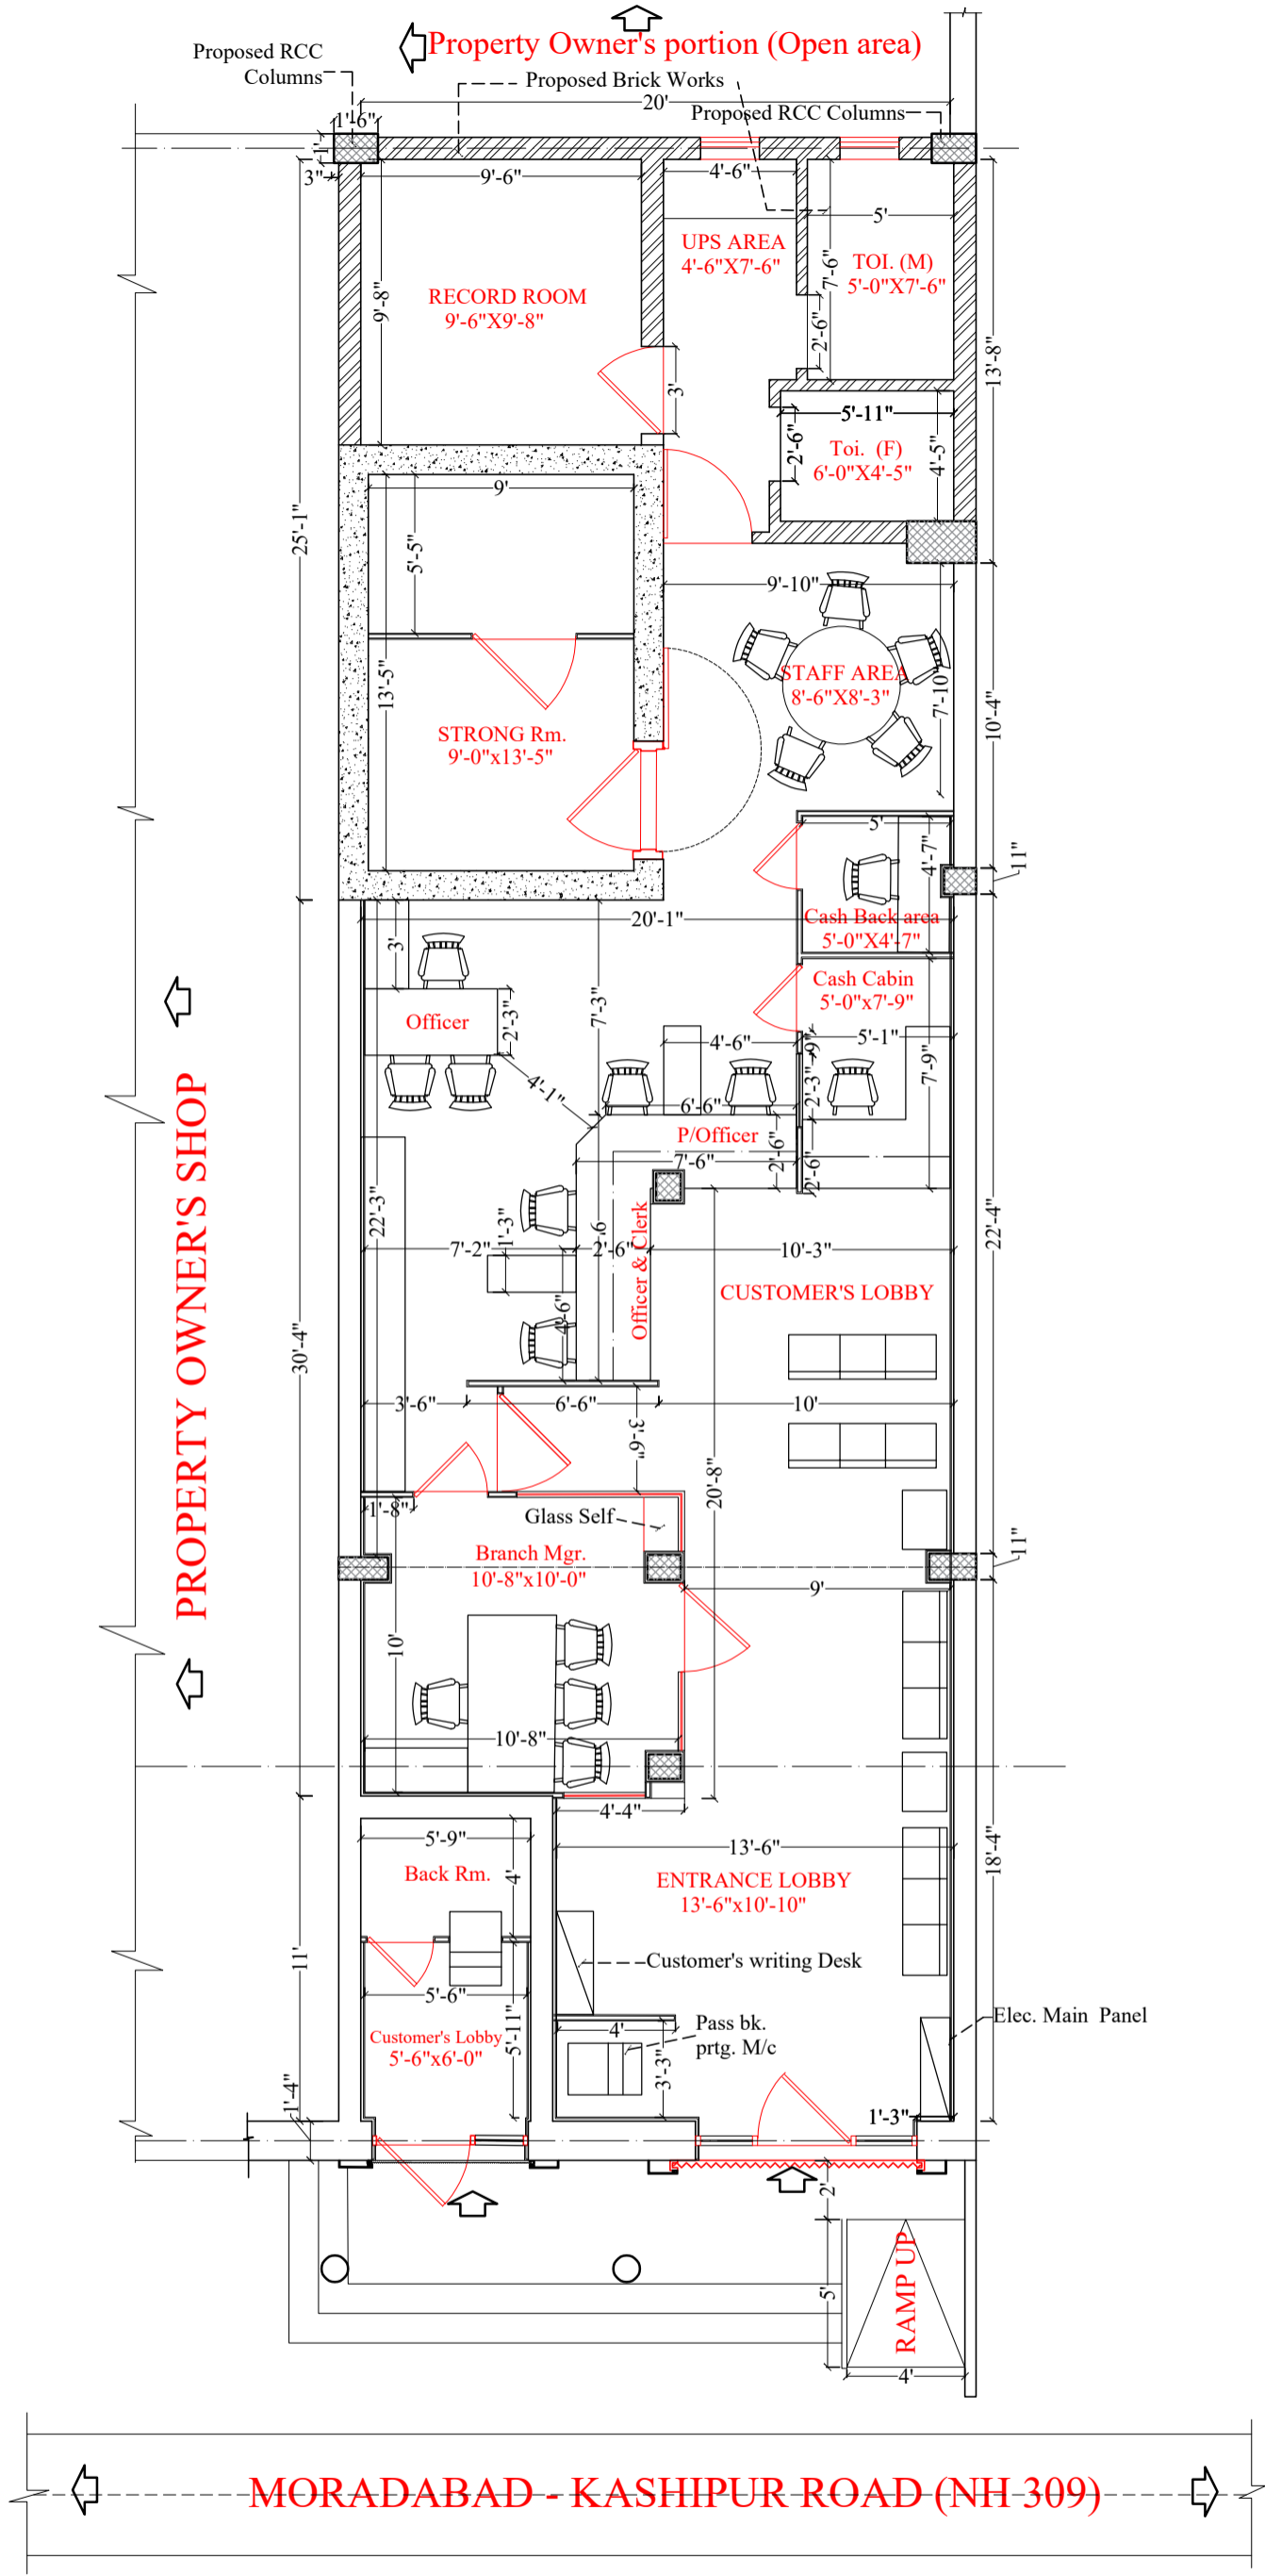 Property Owner's portion (Open area)
Proposed RCC
Columns
Proposed Brick Works
20'
Proposed RCC Columns
1'-6"
1'
3"
9'-6"
4'-6"
5'
UPS AREA
4'-6"X7'-6"
7'-6"
TOI. (M)
5'-0"X7'-6"
RECORD ROOM
9'-6"X9'-8"
9'-8"
2'-6"
13'-8"
3'
5'-11"
2'-6"
Toi. (F)
6'-0"X4'-5"
4'-5"
9'
25'-1"
5'-5"
9'-10"
STAFF AREA
8'-6"X8'-3"
7'-10"
10'-4"
13'-5"
STRONG Rm.
9'-0"x13'-5"
5'
4'-7"
11"
Cash Back area
5'-0"X4'-7"
20'-1"
3'
Cash Cabin
5'-0"x7'-9"
7'-3"
Officer
2'-3"
4'-6"
9"
5'-1"
7'-9"
4'-1"
2'-3"
6'-6"
P/Officer
7'-6"
2'-6"
2'-6"
PROPERTY OWNER'S SHOP
22'-3"
1'-3"
7'-2"
2'-6"
10'-3"
22'-4"
Officer & Clerk
CUSTOMER'S LOBBY
4'-6"
30'-4"
3'-6"
6'-6"
10'
3'-6"
20'-8"
1'-8"
Glass Self
Branch Mgr.
10'-8"x10'-0"
11"
9'
10'
10'-8"
4'-4"
5'-9"
13'-6"
18'-4"
Back Rm.
4'
ENTRANCE LOBBY
13'-6"x10'-10"
11'
Customer's writing Desk
5'-6"
Elec. Main Panel
4'
Pass bk.
prtg. M/c
Customer's Lobby
5'-6"x6'-0"
5'-11"
3'-3"
1'-4"
1'-3"
2'
5'
RAMP UP
4'
MORADABAD - KASHIPUR ROAD (NH 309)